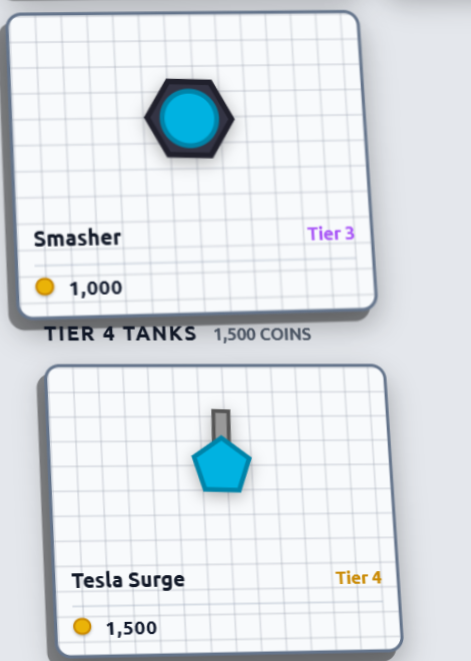 Smasher Tier 3
1,000
TIER 4 TANKS 1,500 COINS
Tesla Surge Tier 4
1,500